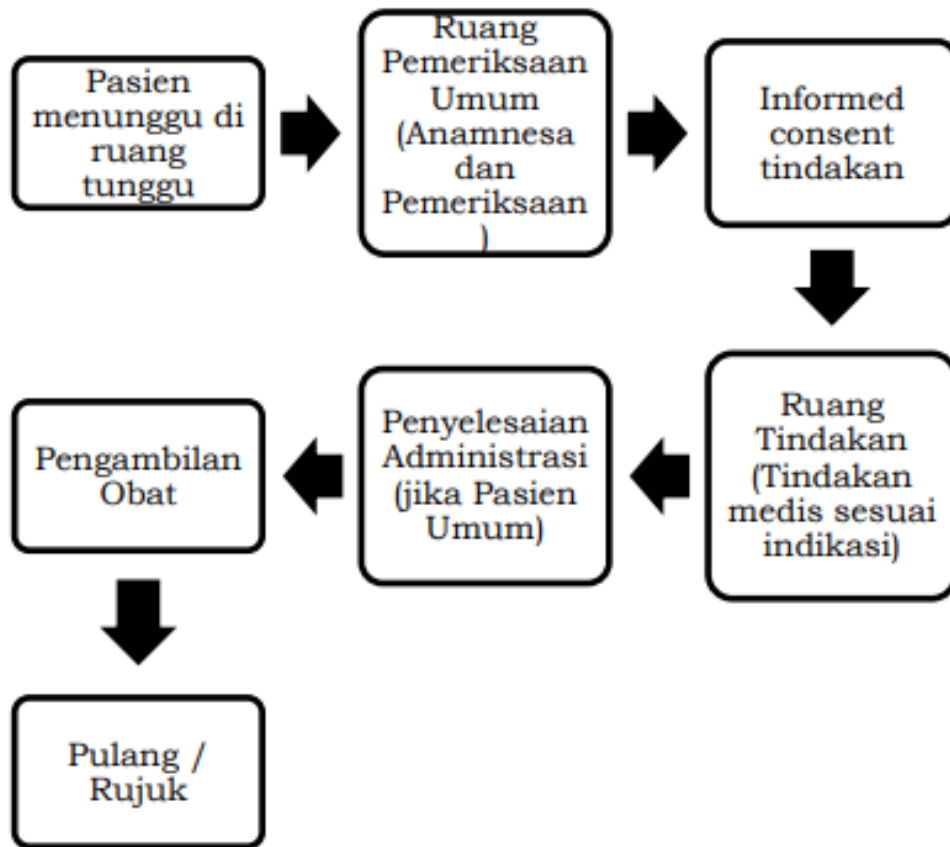 Pasien
menunggu di
ruang
tunggu
Ruang
Pemeriksaan
Umum
(Anamnesa
dan
Pemeriksaan
)
Informed
consent
tindakan
Ruang
Tindakan
(Tindakan
medis sesuai
indikasi)
Penyelesaian
Administrasi
(jika Pasien
Umum)
Pengambilan
Obat
Pulang /
Rujuk